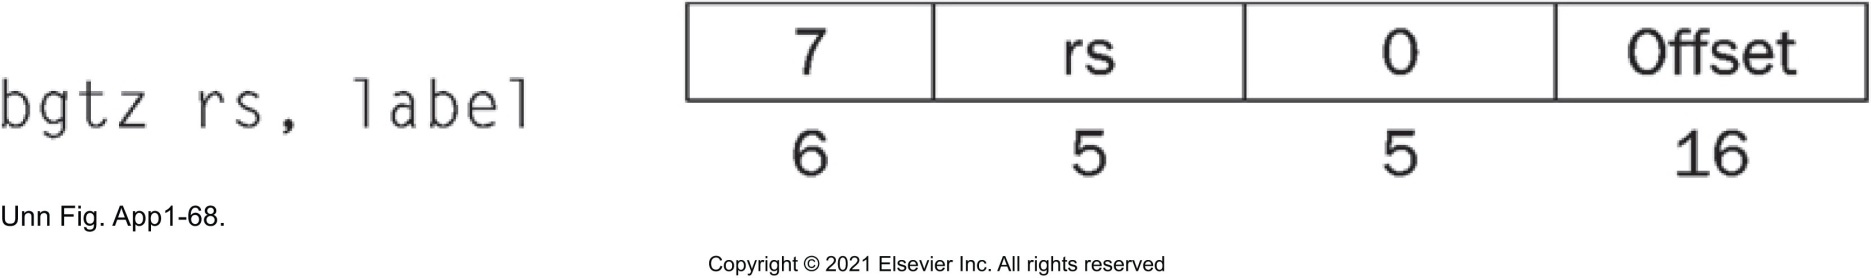 bgtz rs, label
7 rs 0 Offset
6 5 5 16
Unn Fig. App1-68.
Copyright © 2021 Elsevier Inc. All rights reserved